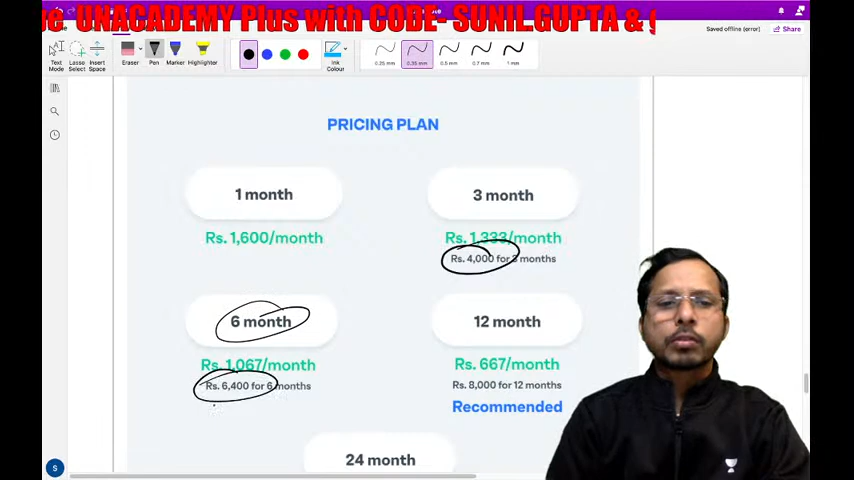 ue UNACADEMY Plus with CODE- SUNIL.GUPTA & g
Saved offline (error)
Share
Text
Mode
Lasso
Select
Insert
Space
Eraser
Pen
Marker
Highlighter
Ink
Colour
0.25 mm
0.35 mm
0.5 mm
0.7 mm
1 mm
PRICING PLAN
1 month
3 month
Rs. 1,600/month
Rs. 1,333/month
Rs. 4,000 for 3 months
6 month
12 month
Rs. 1,067/month
Rs. 667/month
Rs. 6,400 for 6 months
Rs. 8,000 for 12 months
Recommended
24 month
S